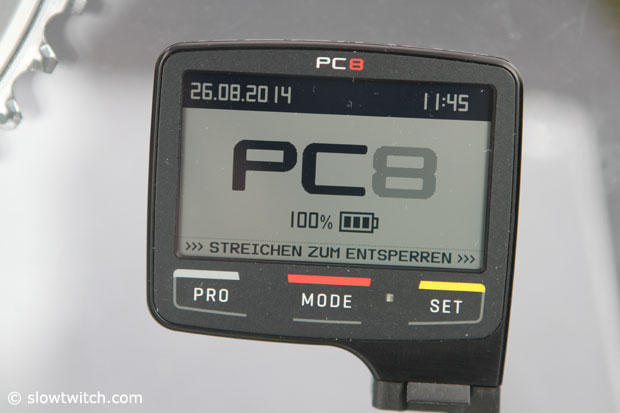 PC8
26.08.2014 11:45
PC8
100%
>>> STREICHEN ZUM ENTSPERREN >>>
PRO MODE SET
© slowtwitch.com